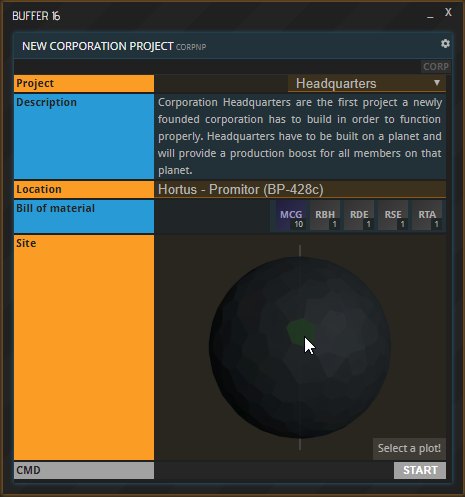 BUFFER 16
_ X
NEW CORPORATION PROJECT CORPNP
CORP
Project Headquarters
Description
Corporation Headquarters are the first project a newly
founded corporation has to build in order to function
properly. Headquarters have to be built on a planet and
will provide a production boost for all members on that
planet.
Location Hortus - Promitor (BP-428c)
Bill of material MCG RBH RDE RSE RTA
10 1 1 1 1
Site
Select a plot!
CMD START